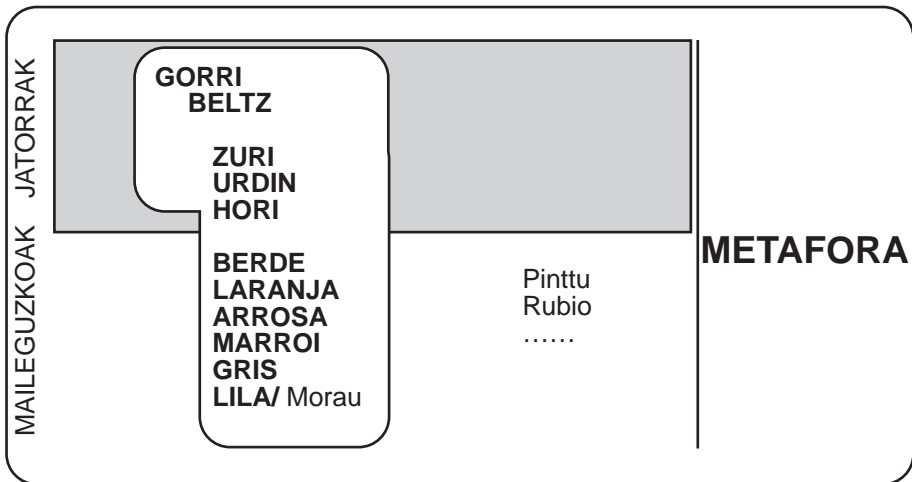 JATORRAK
GORRI
BELTZ
ZURI
URDIN
HORI
MAILEGUZKOAK
BERDE
LARANJA
ARROSA
MARROI
GRIS
LILA/ Morau
Pinttu
Rubio
……
METAFORA